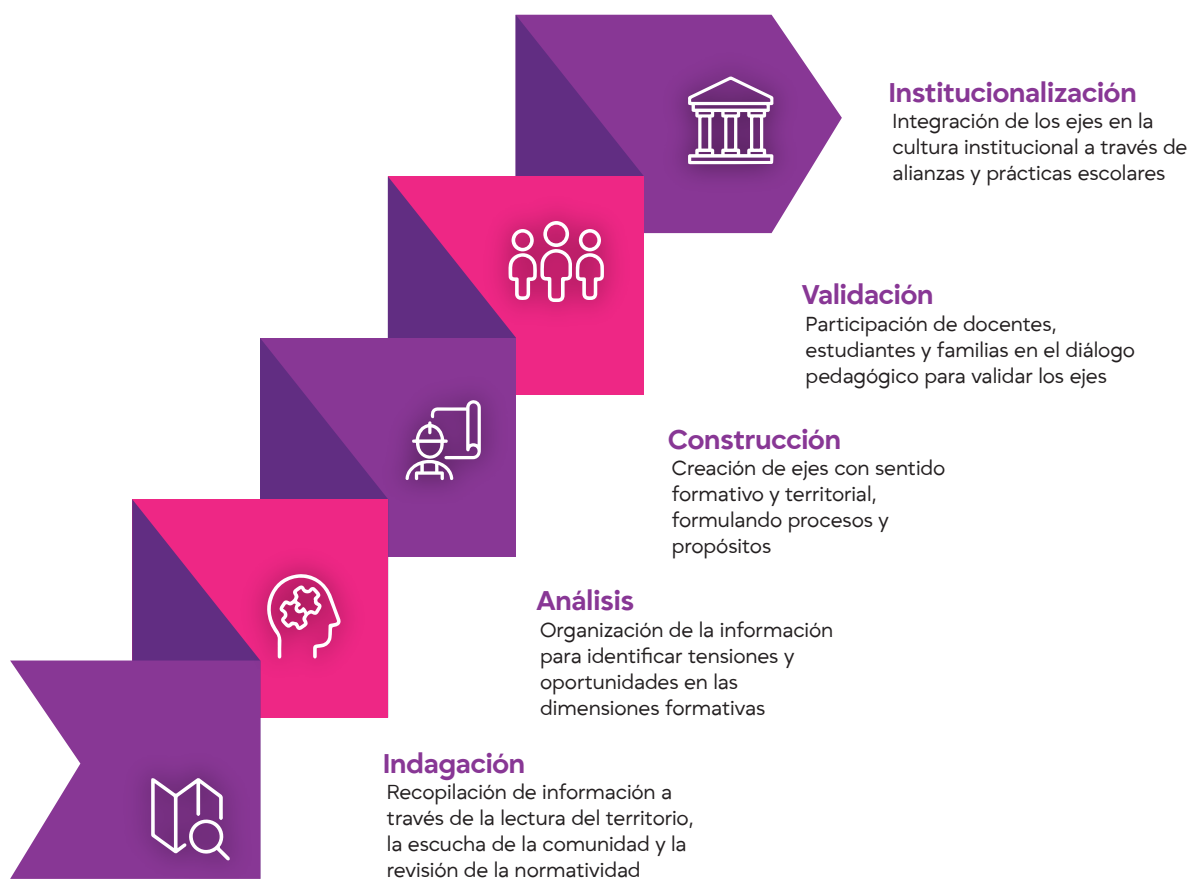 Institucionalización
Integración de los ejes en la
cultura institucional a través de
alianzas y prácticas escolares
Validación
Participación de docentes,
estudiantes y familias en el diálogo
pedagógico para validar los ejes
Construcción
Creación de ejes con sentido
formativo y territorial,
formulando procesos y
propósitos
Análisis
Organización de la información
para identificar tensiones y
oportunidades en las
dimensiones formativas
Indagación
Recopilación de información a
través de la lectura del territorio,
la escucha de la comunidad y la
revisión de la normatividad